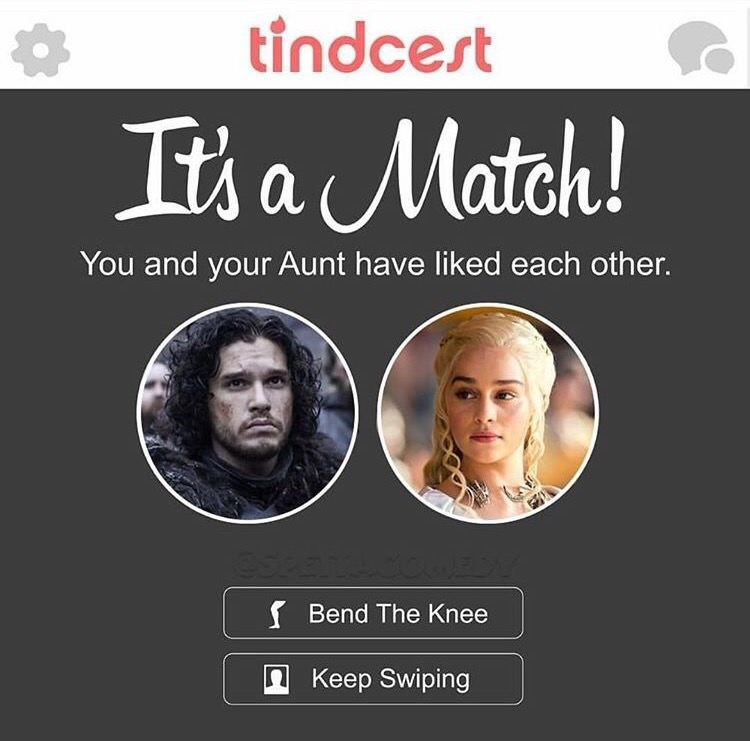 tindcest
It's a Match!
You and your Aunt have liked each other.
Bend The Knee
Keep Swiping